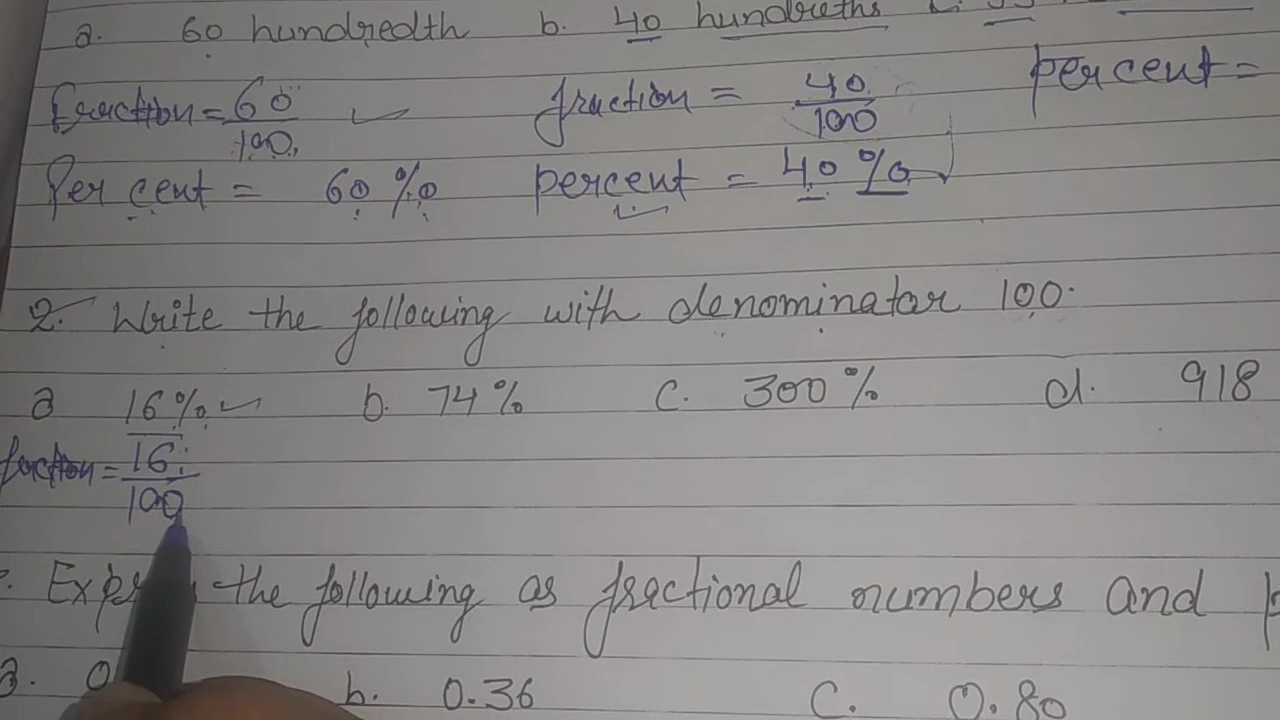 a. 60 hundredth b. 40 hundreths c.
fraction = 60/100 fraction = 40/100 percent =
Per cent = 60% percent = 40%
2. Write the following with denominator 100.
a 16% b. 74% c. 300% d. 918
fraction = 16/100
the following as fractional numbers and
a. 0 b. 0.36 c. 0.80